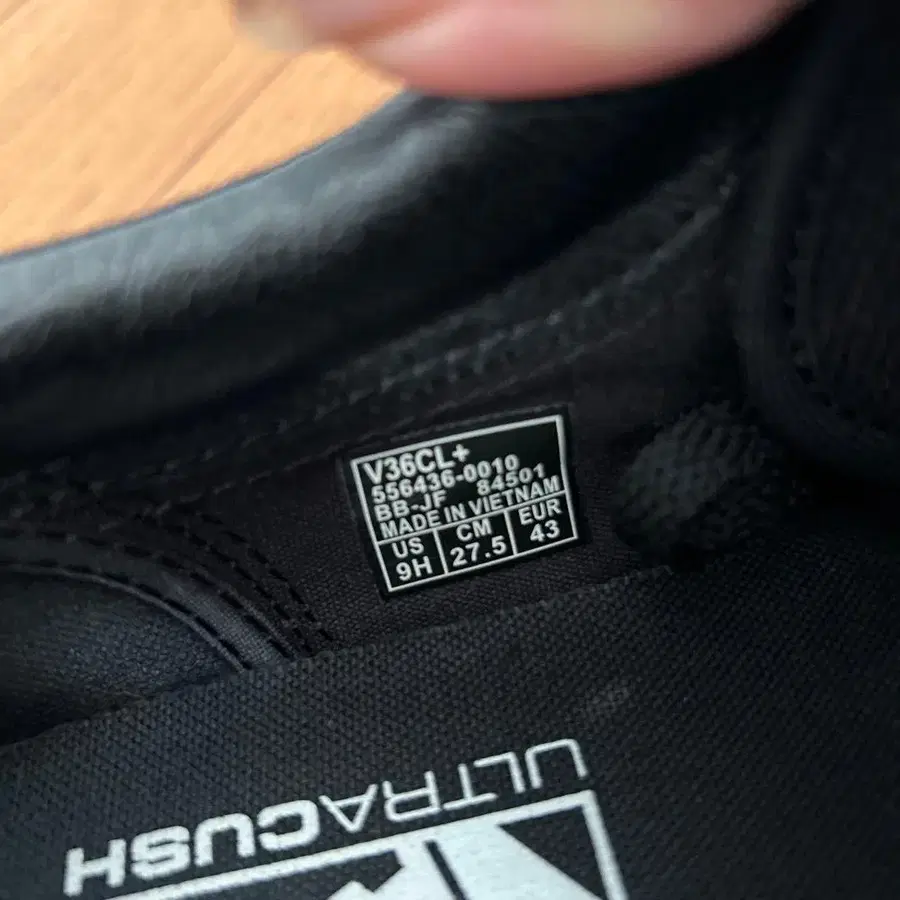 V36CL+
556436-0010
BB-JF 84501
MADE IN VIETNAM
US CM EUR
9H 27.5 43
ULTRACUSH